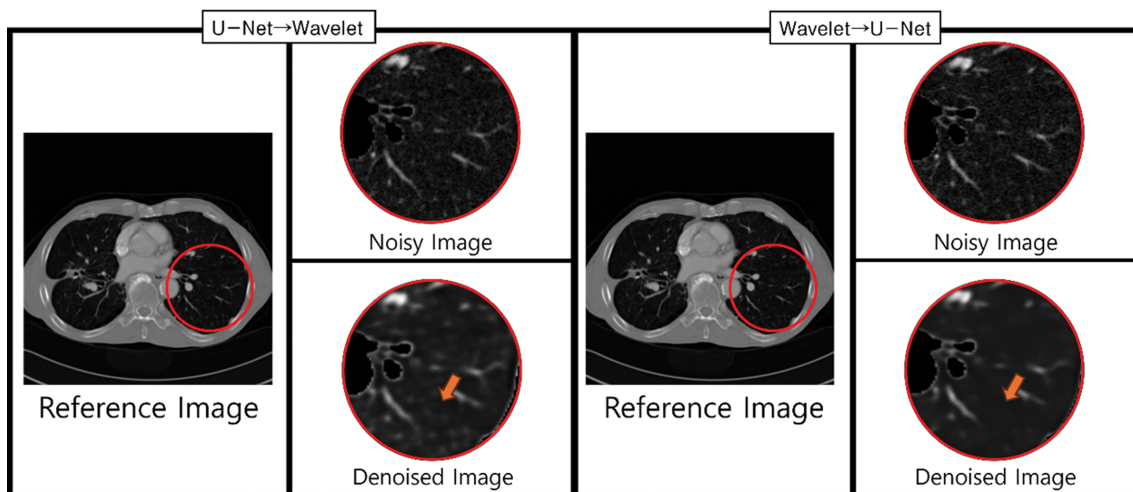 U-Net→Wavelet
Reference Image
Noisy Image
Denoised Image
Wavelet→U-Net
Reference Image
Noisy Image
Denoised Image